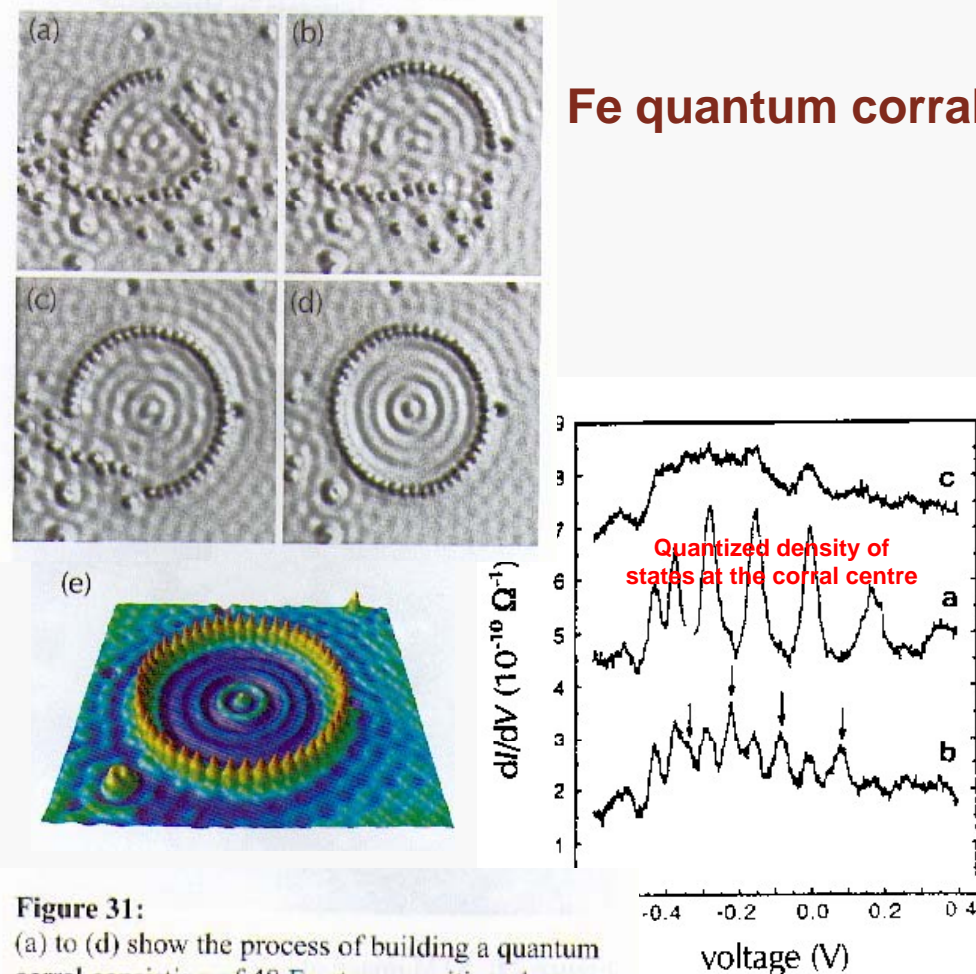 (a)
(b)
Fe quantum corral
(c)
(d)
(e)
9
8
7
6
5
4
3
2
1
dI/dV (10⁻¹⁰ Ω⁻¹)
c
Quantized density of
states at the corral centre
a
b
-0.4 -0.2 0.0 0.2 0.4
voltage (V)
Figure 31:
(a) to (d) show the process of building a quantum